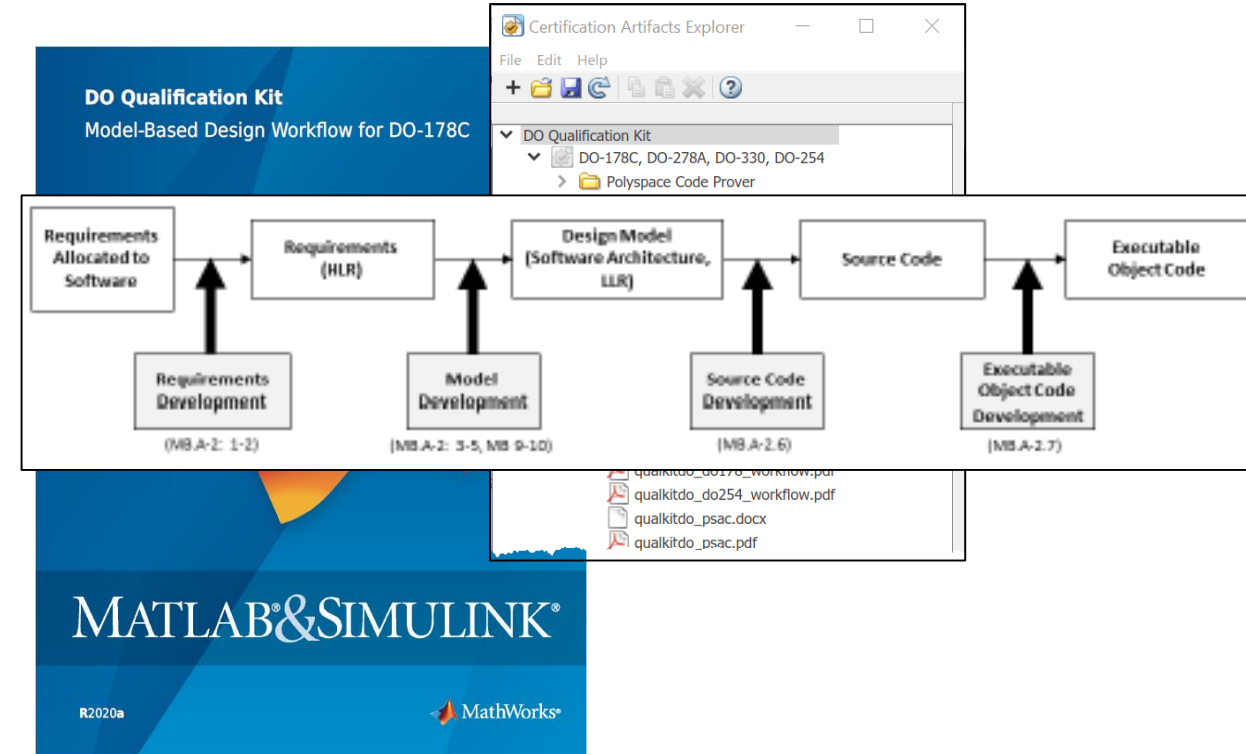 Certification Artifacts Explorer
File Edit Help
DO Qualification Kit
Model-Based Design Workflow for DO-178C
DO Qualification Kit
DO-178C, DO-278A, DO-330, DO-254
Polyspace Code Prover
Requirements
Allocated to
Software
Requirements
(HLR)
Design Model
(Software Architecture,
LLR)
Source Code
Executable
Object Code
Requirements
Development
(MB.A-2: 1-2)
Model
Development
(MB.A-2: 3-5, MB 9-10)
Source Code
Development
(MB.A-2.6)
Executable
Object Code
Development
(MB.A-2.7)
qualkitdo_do178_workflow.pdf
qualkitdo_do254_workflow.pdf
qualkitdo_psac.docx
qualkitdo_psac.pdf
MATLAB®&SIMULINK®
R2020a
MathWorks®